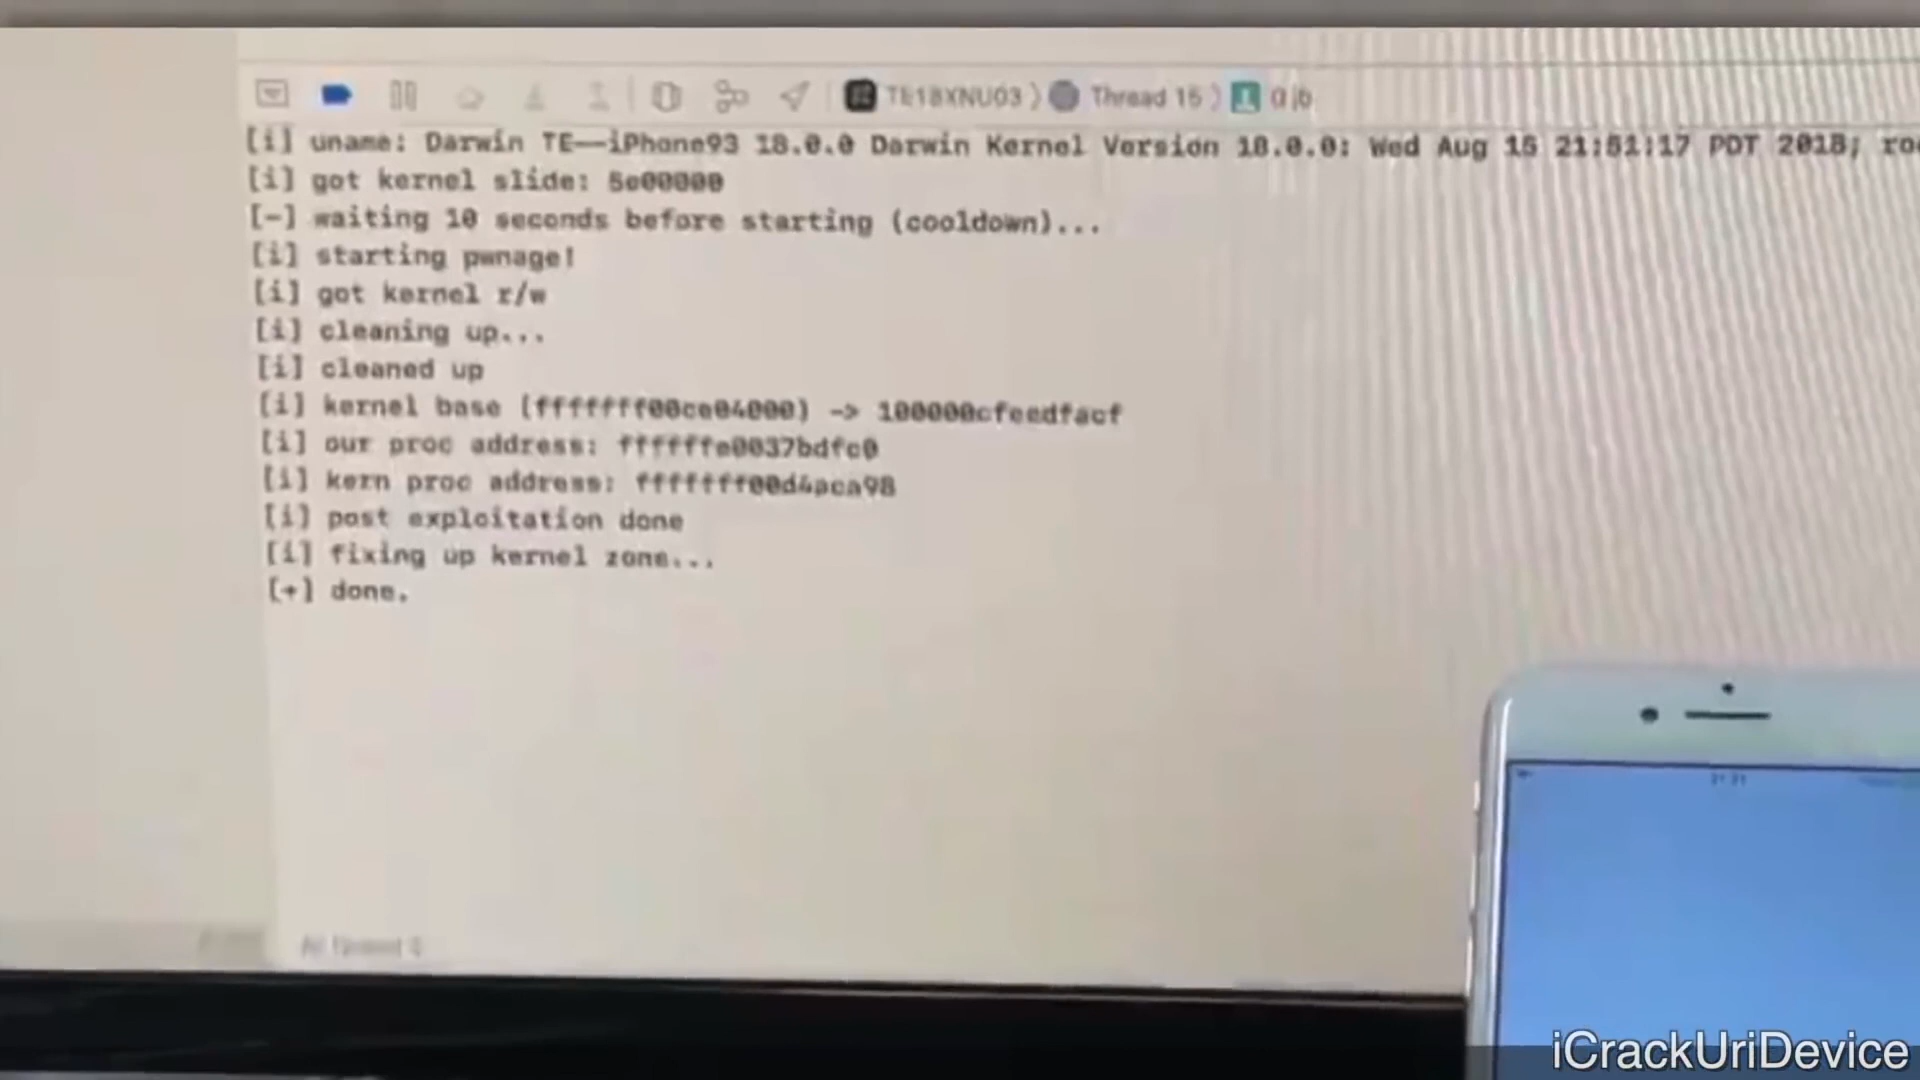 TE18XNU03 Thread 15 0 jb
[i] uname: Darwin TE--iPhone93 18.0.0 Darwin Kernel Version 18.0.0: Wed Aug 15 21:51:17 PDT 2018;
[i] got kernel slide: 5e00000
[-] waiting 10 seconds before starting (cooldown)...
[i] starting pwnage!
[i] got kernel r/w
[i] cleaning up...
[i] cleaned up
[i] kernel base (fffffff00ce04000) -> 100000cfeedfacf
[i] our proc address: ffffffe0037bdfc0
[i] kern proc address: fffffff00d4aca98
[i] post exploitation done
[i] fixing up kernel zone...
[+] done.
iCrackUriDevice